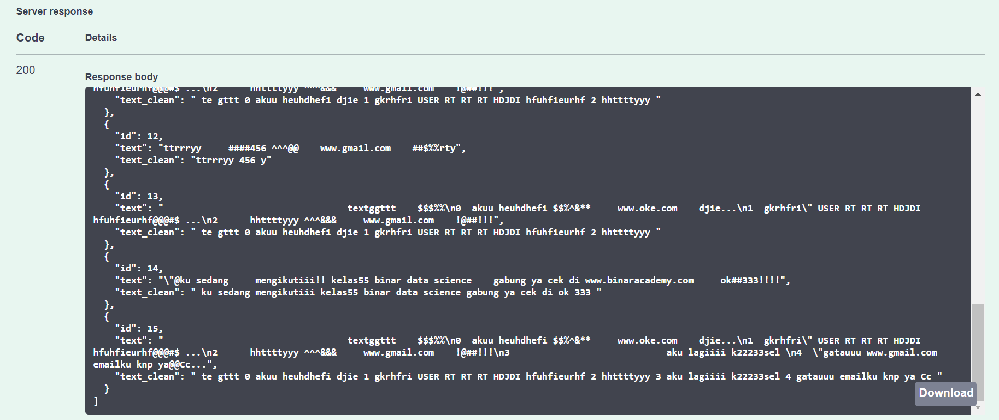 Server response
Code Details
200
Response body
hfuhfieurhf@@@#$ ...\n2      hhttttyyy ^^^&&&     www.gmail.com    !@##!!!",
    "text_clean": " te gttt 0 akuu heuhdhefi djie 1 gkrhfri USER RT RT RT HDJDI hfuhfieurhf 2 hhttttyyy "
  },
  {
    "id": 12,
    "text": "ttrrryy     ####456 ^^^@@    www.gmail.com    ##$%%rty",
    "text_clean": "ttrrryy 456 y"
  },
  {
    "id": 13,
    "text": "                                  textggttt    $$$%%\n0  akuu heuhdhefi $$%^&**     www.oke.com    djie...\n1  gkrhfri\" USER RT RT RT HDJDI
hfuhfieurhf@@@#$ ...\n2      hhttttyyy ^^^&&&     www.gmail.com    !@##!!!",
    "text_clean": " te gttt 0 akuu heuhdhefi djie 1 gkrhfri USER RT RT RT HDJDI hfuhfieurhf 2 hhttttyyy "
  },
  {
    "id": 14,
    "text": "\"@ku sedang     mengikutiii!! kelas55 binar data science    gabung ya cek di www.binaracademy.com     ok##333!!!!",
    "text_clean": " ku sedang mengikutiii kelas55 binar data science gabung ya cek di ok 333 "
  },
  {
    "id": 15,
    "text": "                                  textggttt    $$$%%\n0  akuu heuhdhefi $$%^&**     www.oke.com    djie...\n1  gkrhfri\" USER RT RT RT HDJDI
hfuhfieurhf@@@#$ ...\n2      hhttttyyy ^^^&&&     www.gmail.com    !@##!!!\n3                             aku lagiiii k22233sel \n4  \"gatauuu www.gmail.com
emailku knp ya@@Cc...",
    "text_clean": " te gttt 0 akuu heuhdhefi djie 1 gkrhfri USER RT RT RT HDJDI hfuhfieurhf 2 hhttttyyy 3 aku lagiiii k22233sel 4 gatauuu emailku knp ya Cc "
  }
]
Download